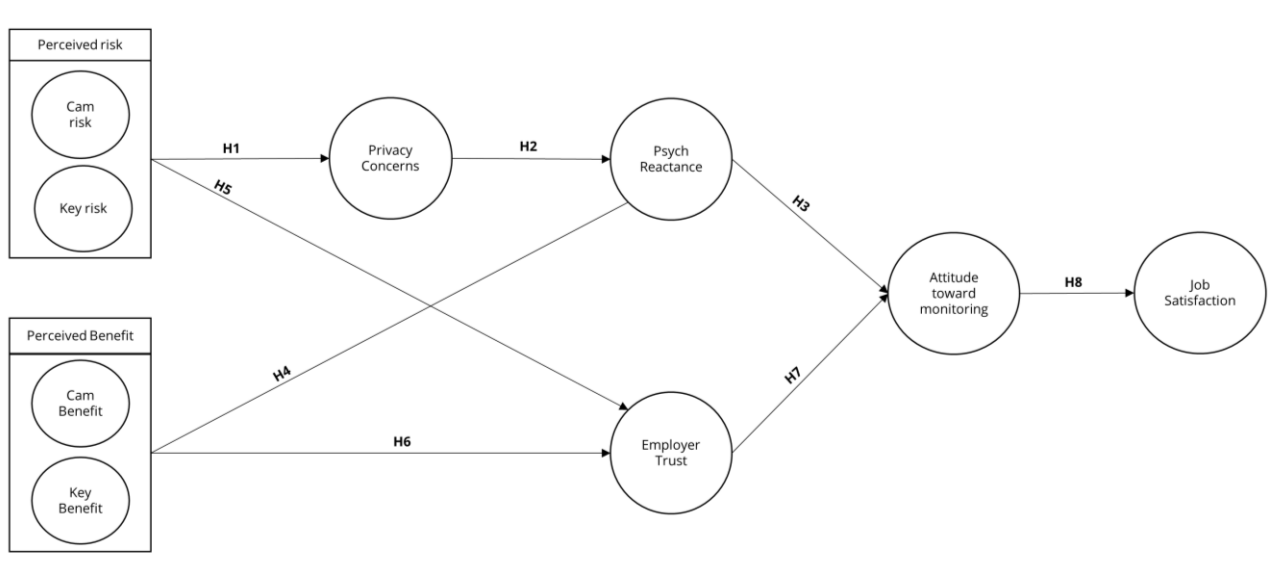 Perceived risk
Cam
risk
Key risk
H1
H5
Privacy
Concerns
H2
Psych
Reactance
H3
Perceived Benefit
Cam
Benefit
Key
Benefit
H4
H6
Employer
Trust
H7
Attitude
toward
monitoring
H8
Job
Satisfaction